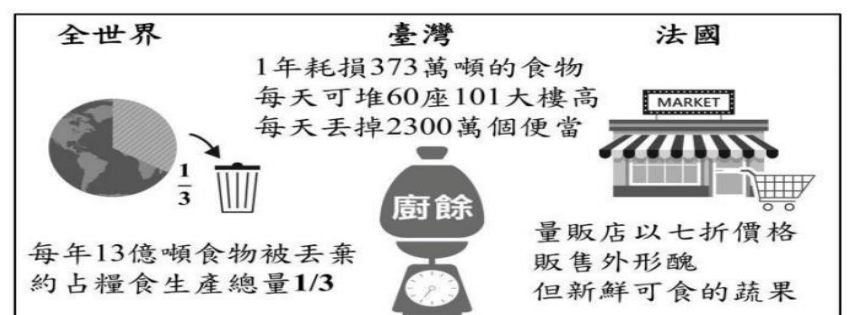 全世界
1
3
每年13億噸食物被丟棄
約占糧食生產總量1/3
臺灣
1年耗損373萬噸的食物
每天可堆60座101大樓高
每天丟掉2300萬個便當
廚餘
法國
MARKET
量販店以七折價格
販售外形醜
但新鮮可食的蔬果